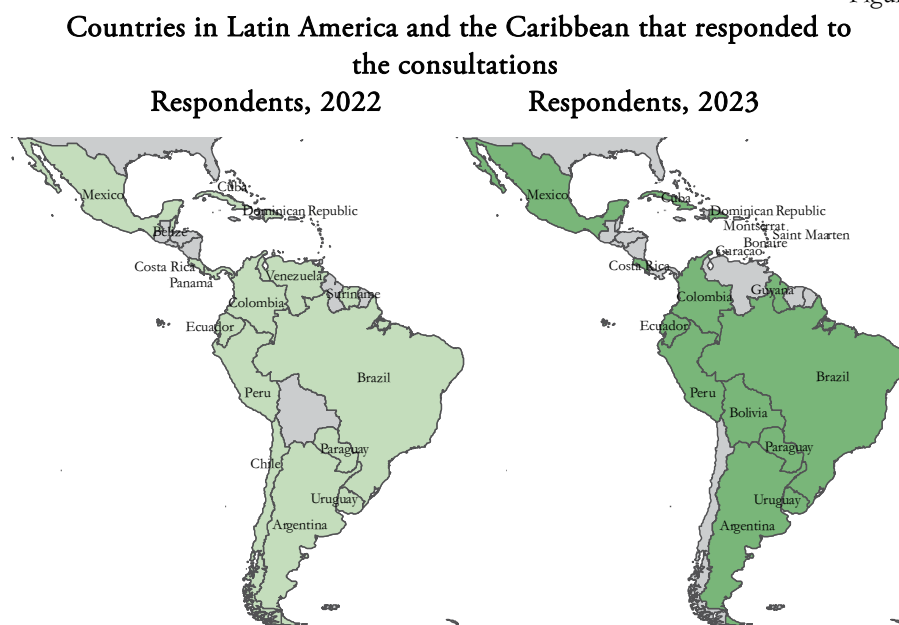 Countries in Latin America and the Caribbean that responded to
the consultations
Respondents, 2022
Respondents, 2023
Mexico
Cuba
Dominican Republic
Belize
Costa Rica
Panama
Venezuela
Suriname
Colombia
Ecuador
Brazil
Peru
Paraguay
Chile
Uruguay
Argentina
Mexico
Cuba
Dominican Republic
Montserrat
Saint Maarten
Bonaire
Curaçao
Costa Rica
Guyana
Colombia
Ecuador
Brazil
Peru
Bolivia
Paraguay
Uruguay
Argentina